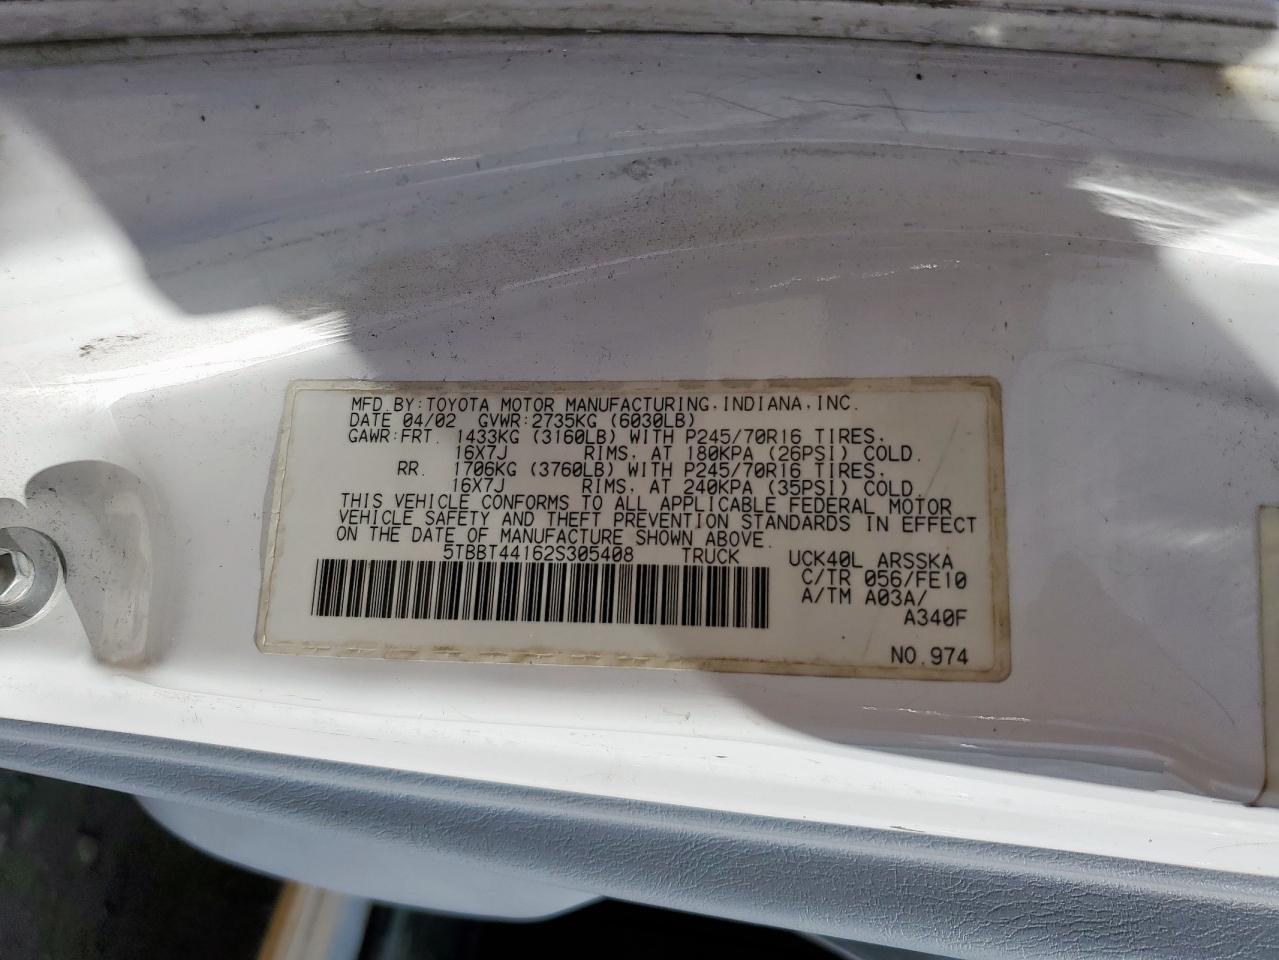 MFD.BY:TOYOTA MOTOR MANUFACTURING,INDIANA,INC.
DATE 04/02 GVWR:2735KG (6030LB)
GAWR:FRT. 1433KG (3160LB) WITH P245/70R16 TIRES,
16X7J RIMS, AT 180KPA (26PSI) COLD.
RR. 1706KG (3760LB) WITH P245/70R16 TIRES,
16X7J RIMS, AT 240KPA (35PSI) COLD.
THIS VEHICLE CONFORMS TO ALL APPLICABLE FEDERAL MOTOR
VEHICLE SAFETY AND THEFT PREVENTION STANDARDS IN EFFECT
ON THE DATE OF MANUFACTURE SHOWN ABOVE.
5TBBT44162S305408 TRUCK UCK40L ARSSKA
C/TR 056/FE10
A/TM A03A/
A340F
NO.974